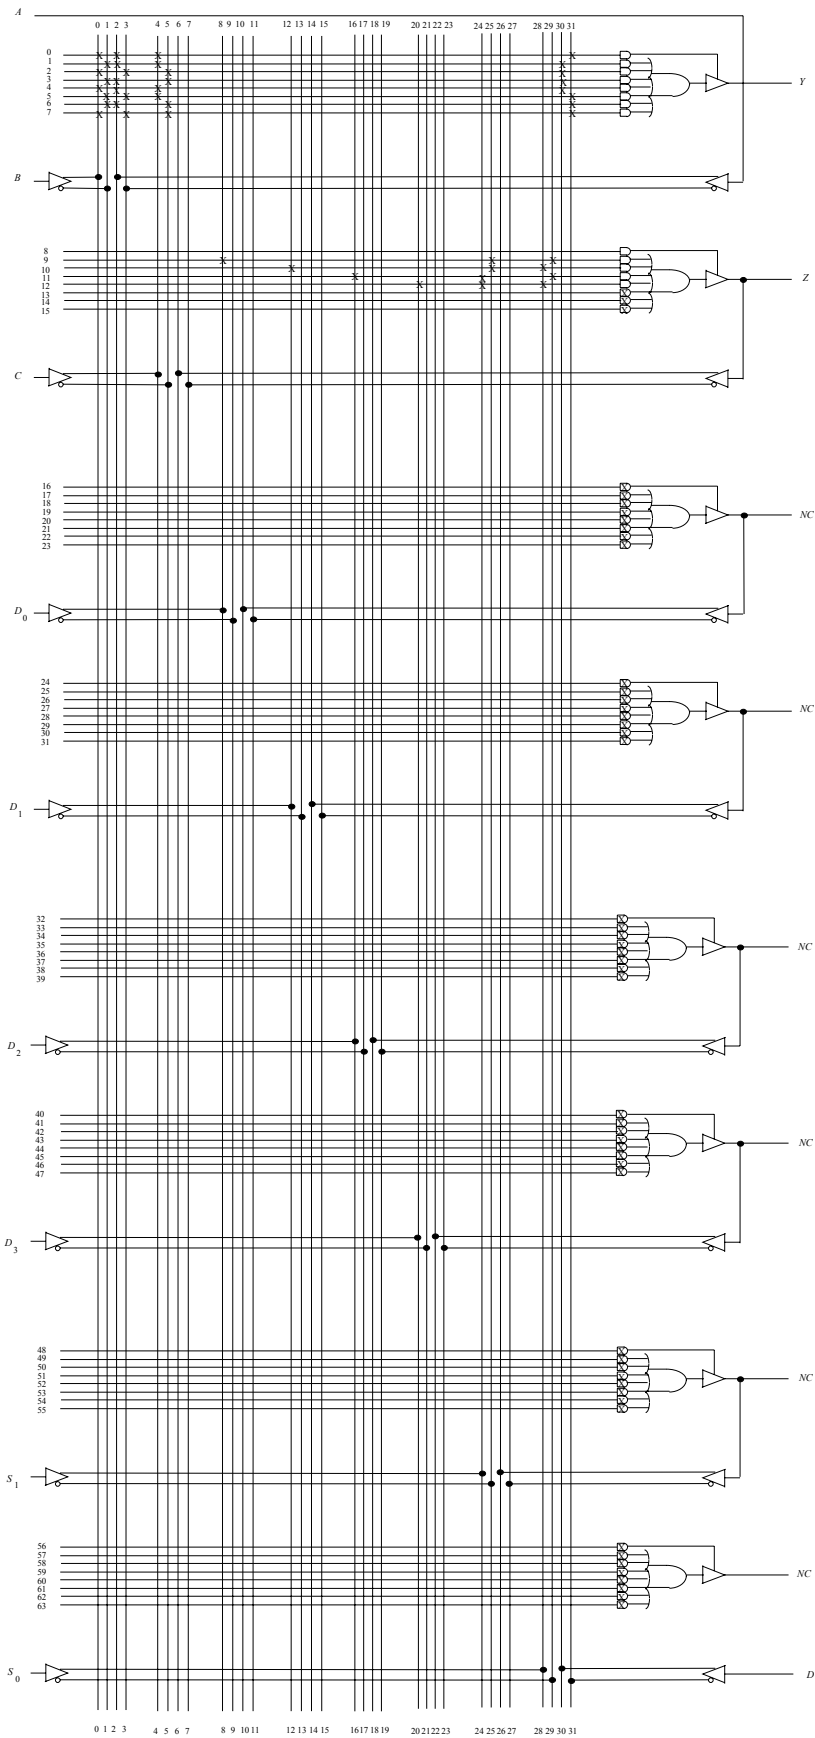 A
0 1 2 3 4 5 6 7 8 9 10 11 12 13 14 15 16 17 18 19 20 21 22 23 24 25 26 27 28 29 30 31
0 X X X X
1 X X X X
2 X X X X
3 X X X X
4 X X X X
5 X X X X
6 X X X X
7 X X X X
Y
B
8
9 X X X
10 X X X
11 X X X
12 X X X
13 X
14 X
15 X
Z
C
16 X
17 X
18 X
19 X
20 X
21 X
22 X
23 X
NC
D 0
24 X
25 X
26 X
27 X
28 X
29 X
30 X
31 X
NC
D 1
32 X
33 X
34 X
35 X
36 X
37 X
38 X
39 X
NC
D 2
40 X
41 X
42 X
43 X
44 X
45 X
46 X
47 X
NC
D 3
48 X
49 X
50 X
51 X
52 X
53 X
54 X
55 X
NC
S 1
56 X
57 X
58 X
59 X
60 X
61 X
62 X
63 X
NC
S 0
D
0 1 2 3 4 5 6 7 8 9 10 11 12 13 14 15 16 17 18 19 20 21 22 23 24 25 26 27 28 29 30 31